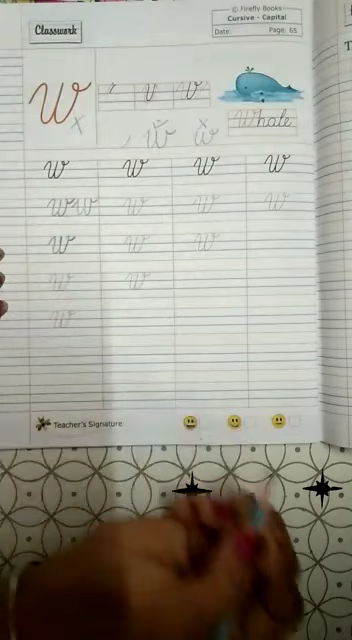 Classwork
© Firefly Books
Cursive - Capital
Date: Page: 65
W V W
Whale
W W
W W W W
W W W W W
W W W
W W
W
Teacher's Signature